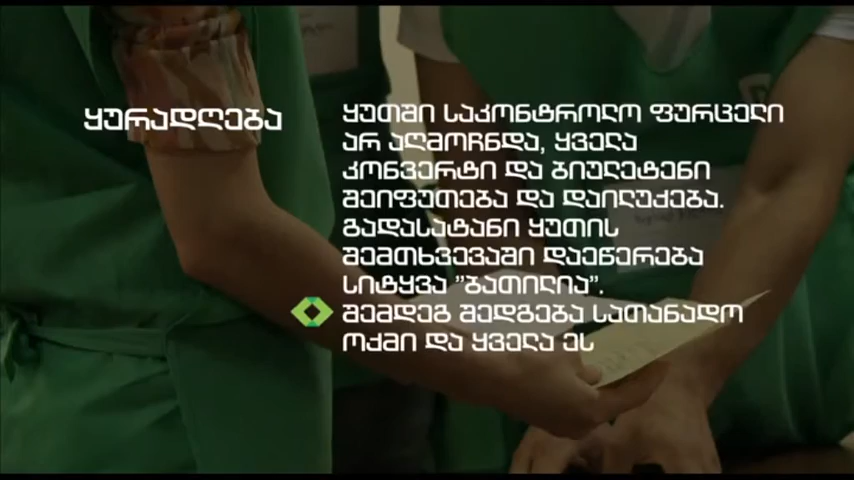 ყურადღება
ყუთში საკონტროლო ფურცელი
არ აღმოჩნდა, ყველა
კონვერტი და ბიულეტენი
შეიფუთება და დაილუქება.
გადასატანი ყუთის
შემთხვევაში დაეწერება
სიტყვა "ბათილია".
შემდეგ შედგება სათანადო
ოქმი და ყველა ეს